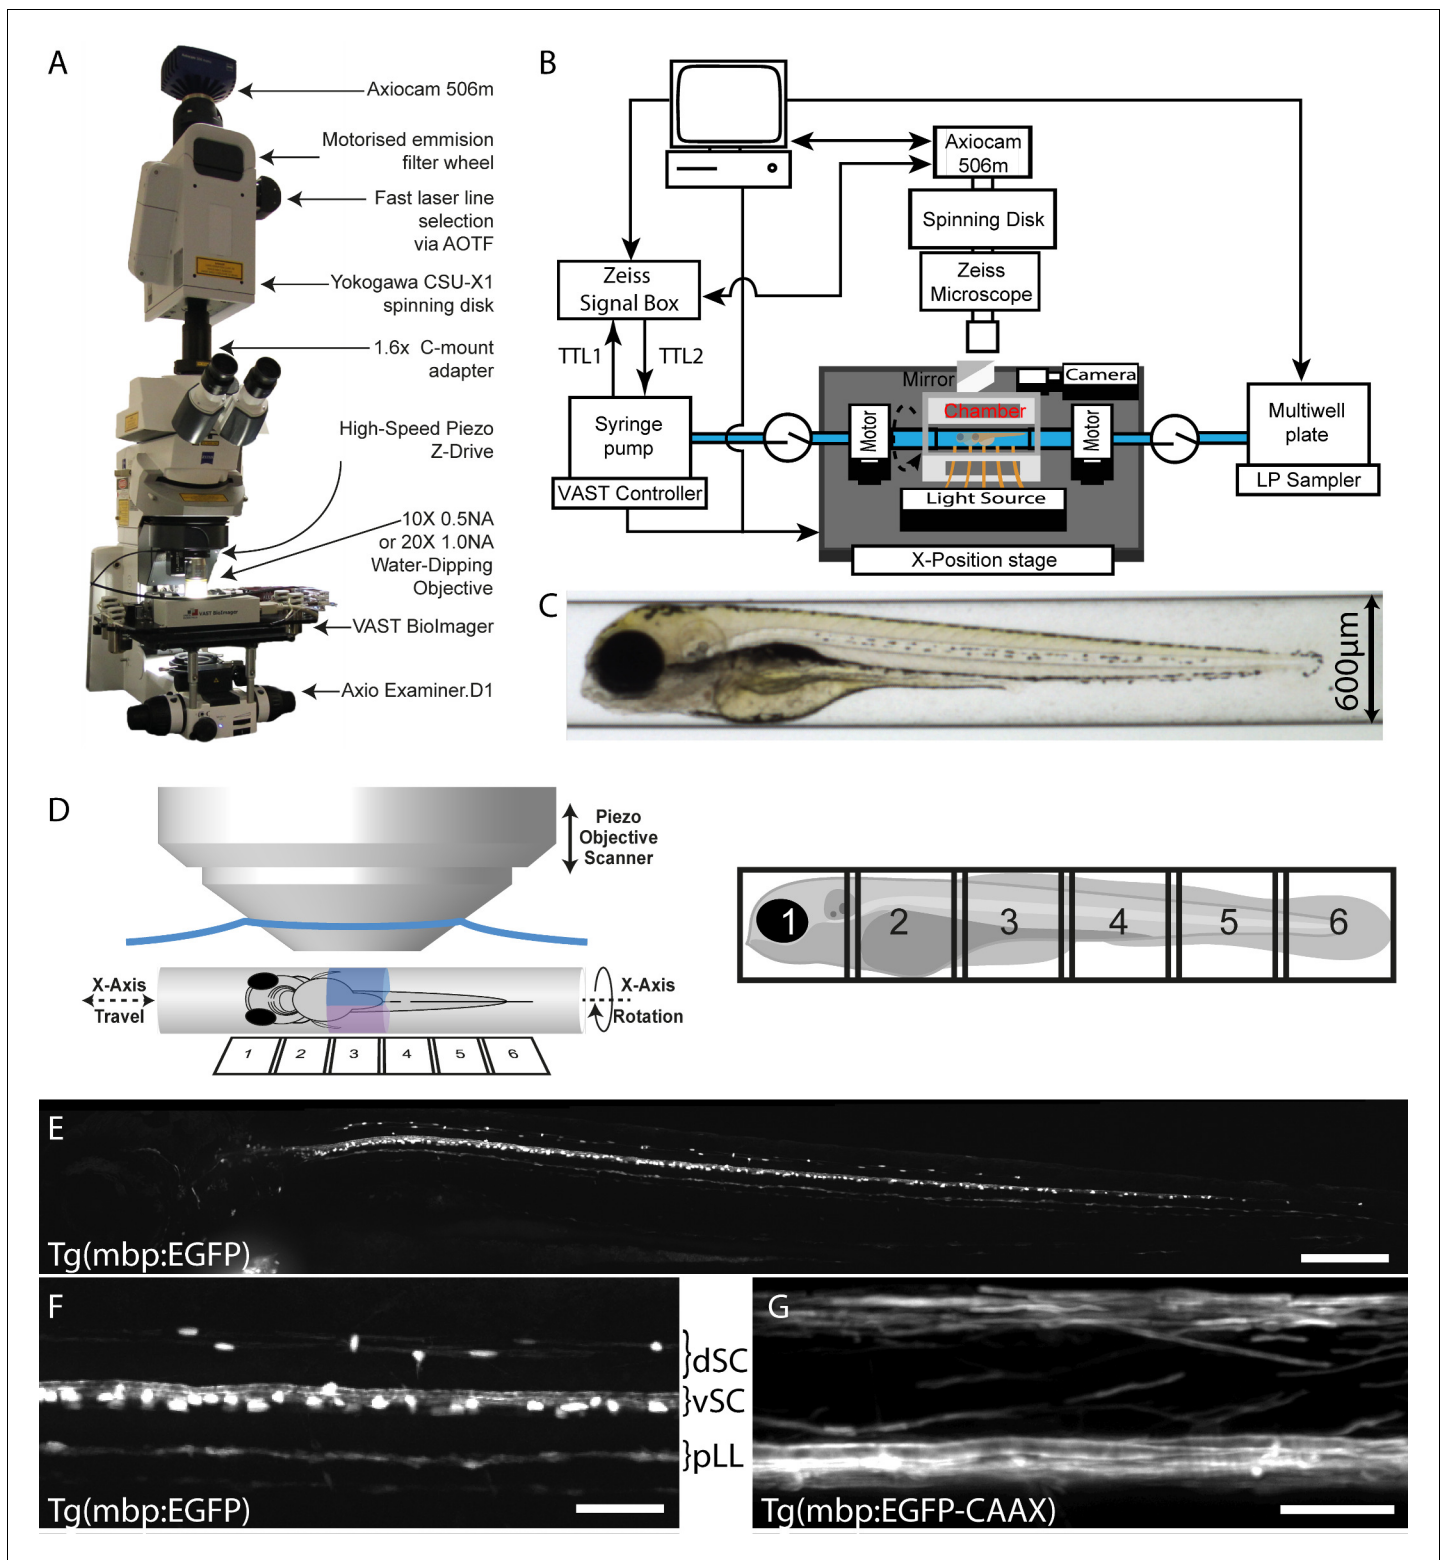 A
Axiocam 506m
Motorised emmision
filter wheel
Fast laser line
selection
via AOTF
Yokogawa CSU-X1
spinning disk
1.6x C-mount
adapter
High-Speed Piezo
Z-Drive
10X 0.5NA
or 20X 1.0NA
Water-Dipping
Objective
VAST BioImager
VAST BioImager
Axio Examiner.D1
B
Axiocam
506m
Spinning Disk
Zeiss
Microscope
Zeiss
Signal Box
TTL1
TTL2
Syringe
pump
VAST Controller
Motor
Mirror
Chamber
Camera
Motor
Light Source
X-Position stage
Multiwell
plate
LP Sampler
C
600µm
D
Piezo
Objective
Scanner
X-Axis
Travel
X-Axis
Rotation
1 2 3 4 5 6
1 2 3 4 5 6
E
Tg(mbp:EGFP)
F
Tg(mbp:EGFP)
dSC
vSC
pLL
G
Tg(mbp:EGFP-CAAX)